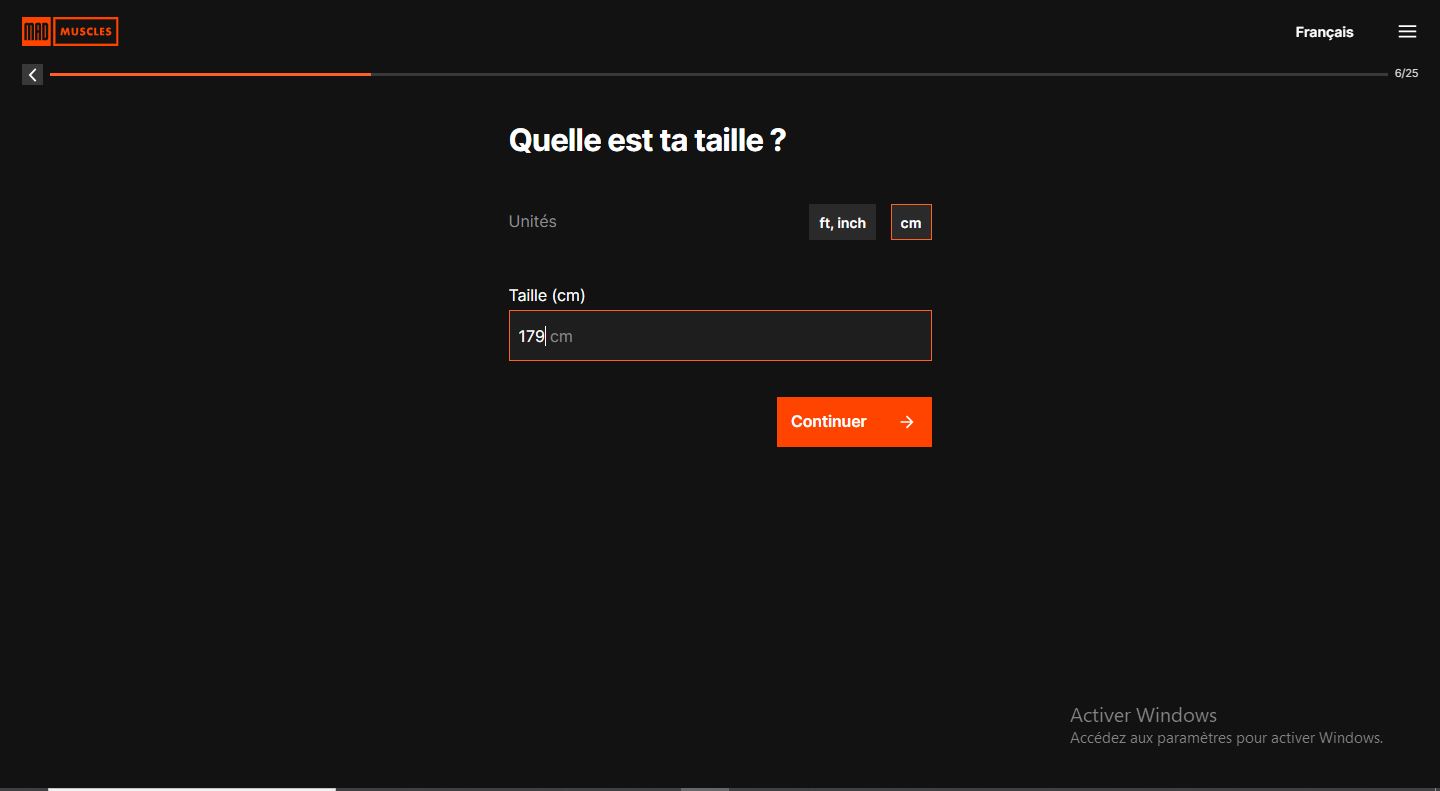 MAD MUSCLES
Français
6/25
Quelle est ta taille ?
Unités
ft, inch
cm
Taille (cm)
179 cm
Continuer
Activer Windows
Accédez aux paramètres pour activer Windows.